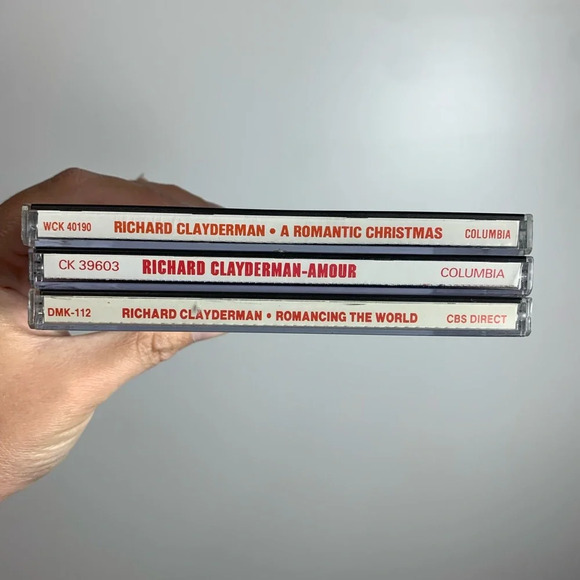 WCK 40190 RICHARD CLAYDERMAN • A ROMANTIC CHRISTMAS COLUMBIA
CK 39603 RICHARD CLAYDERMAN-AMOUR COLUMBIA
DMK-112 RICHARD CLAYDERMAN • ROMANCING THE WORLD CBS DIRECT